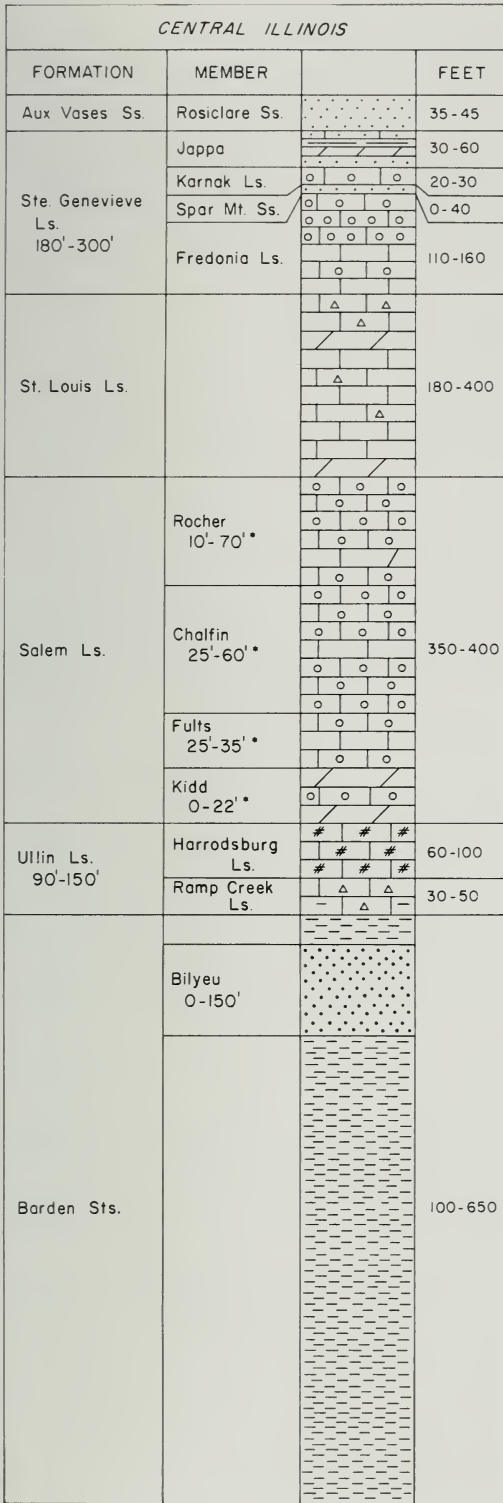 CENTRAL ILLINOIS
FORMATION MEMBER FEET
Aux Vases Ss. Rosiclare Ss. 35-45
Ste. Genevieve
Ls.
180'-300'
Joppa 30-60
Karnak Ls. 20-30
Spar Mt. Ss. 0-40
Fredonia Ls. 110-160
St. Louis Ls. 180-400
Salem Ls. 350-400
Rocher
10'-70'*
Chalfin
25'-60'*
Fults
25'-35'*
Kidd
0-22'*
Ullin Ls.
90'-150'
Harrodsburg
Ls.
60-100
Ramp Creek
Ls.
30-50
Bilyeu
0-150'
Borden Sts. 100-650